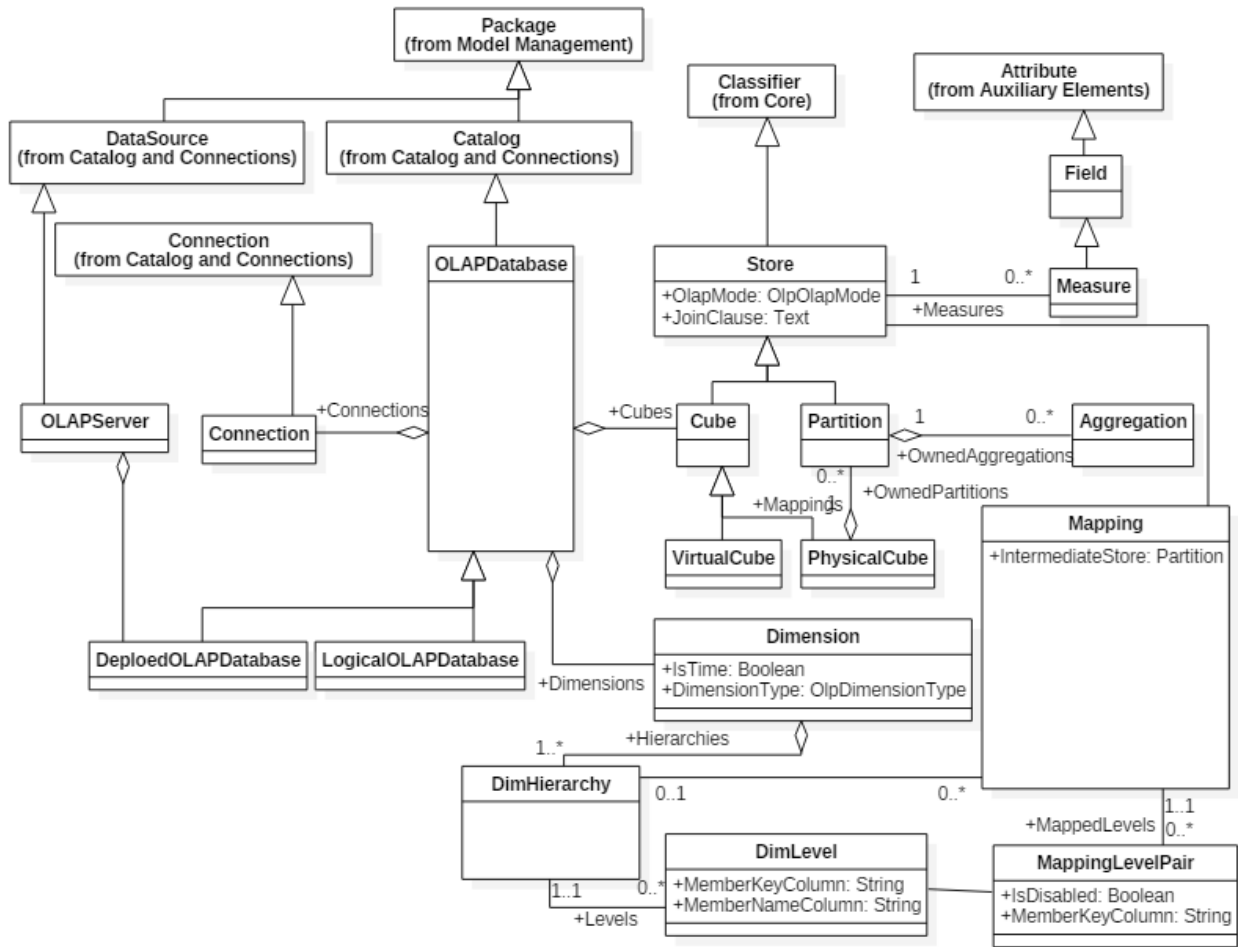 Package
(from Model Management)
Classifier
(from Core)
Attribute
(from Auxiliary Elements)
DataSource
(from Catalog and Connections)
Catalog
(from Catalog and Connections)
Field
Connection
(from Catalog and Connections)
OLAPDatabase
Store
+OlapMode: OlpOlapMode
+JoinClause: Text
1
0..*
+Measures
Measure
OLAPServer
+Connections
Connection
+Cubes
Cube
Partition
1
0..*
+OwnedAggregations
Aggregation
0..*
+OwnedPartitions
1
+Mappings
VirtualCube
PhysicalCube
Mapping
+IntermediateStore: Partition
DeploedOLAPDatabase
LogicalOLAPDatabase
+Dimensions
Dimension
+IsTime: Boolean
+DimensionType: OlpDimensionType
1..*
+Hierarchies
DimHierarchy
0..1
0..*
1..1
+MappedLevels
0..*
DimLevel
+MemberKeyColumn: String
+MemberNameColumn: String
1..1
0..*
+Levels
MappingLevelPair
+IsDisabled: Boolean
+MemberKeyColumn: String